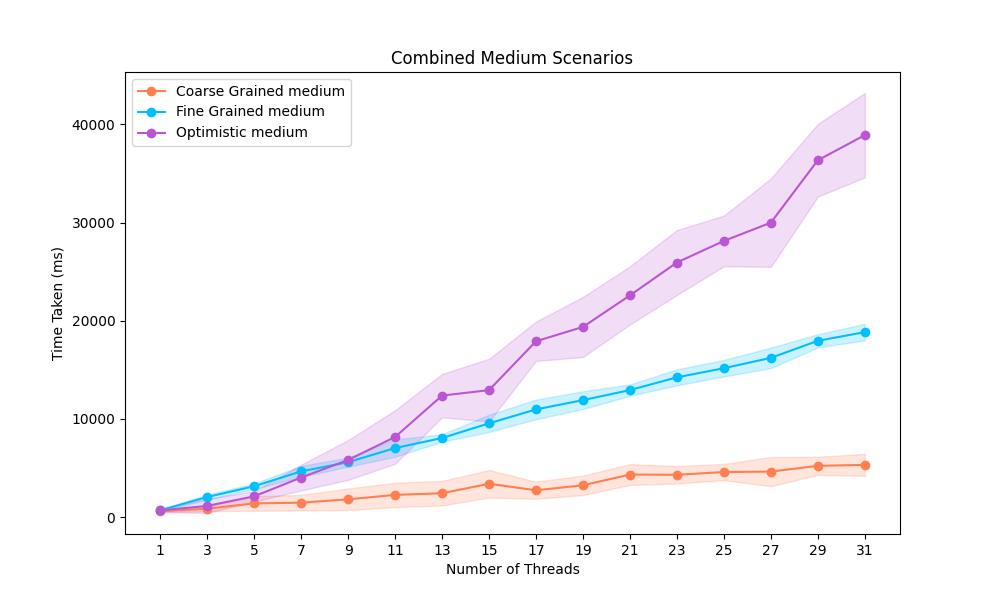 Combined Medium Scenarios
Coarse Grained medium
Fine Grained medium
Optimistic medium
Time Taken (ms)
40000
30000
20000
10000
0
1 3 5 7 9 11 13 15 17 19 21 23 25 27 29 31
Number of Threads